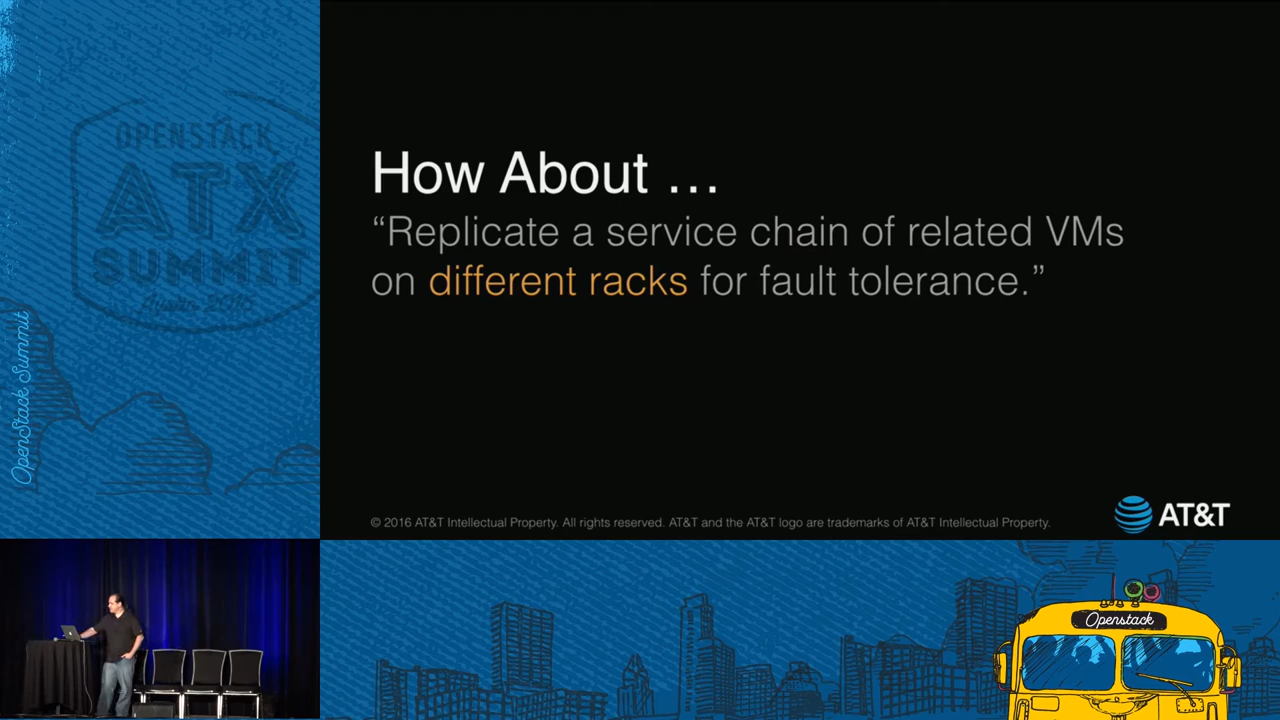 OPENSTACK
ATX
SUMMIT
Austin 2016
OpenStack Summit
How About …
“Replicate a service chain of related VMs
on different racks for fault tolerance.”
© 2016 AT&T Intellectual Property. All rights reserved. AT&T and the AT&T logo are trademarks of AT&T Intellectual Property.
AT&T
Openstack